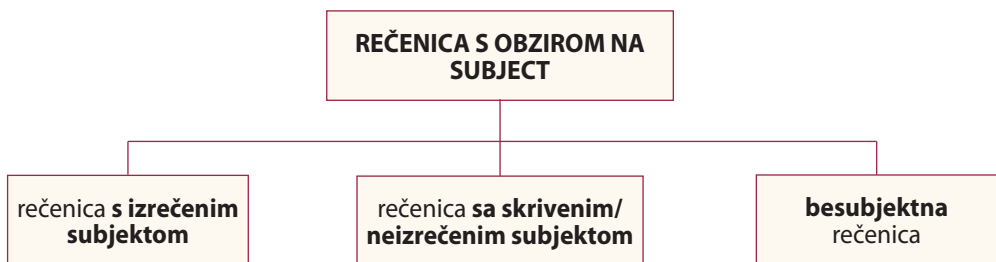 REČENICA S OBZIROM NA
SUBJECT
rečenica s izrečenim
subjektom
rečenica sa skrivenim/
neizrečenim subjektom
besubjektna
rečenica